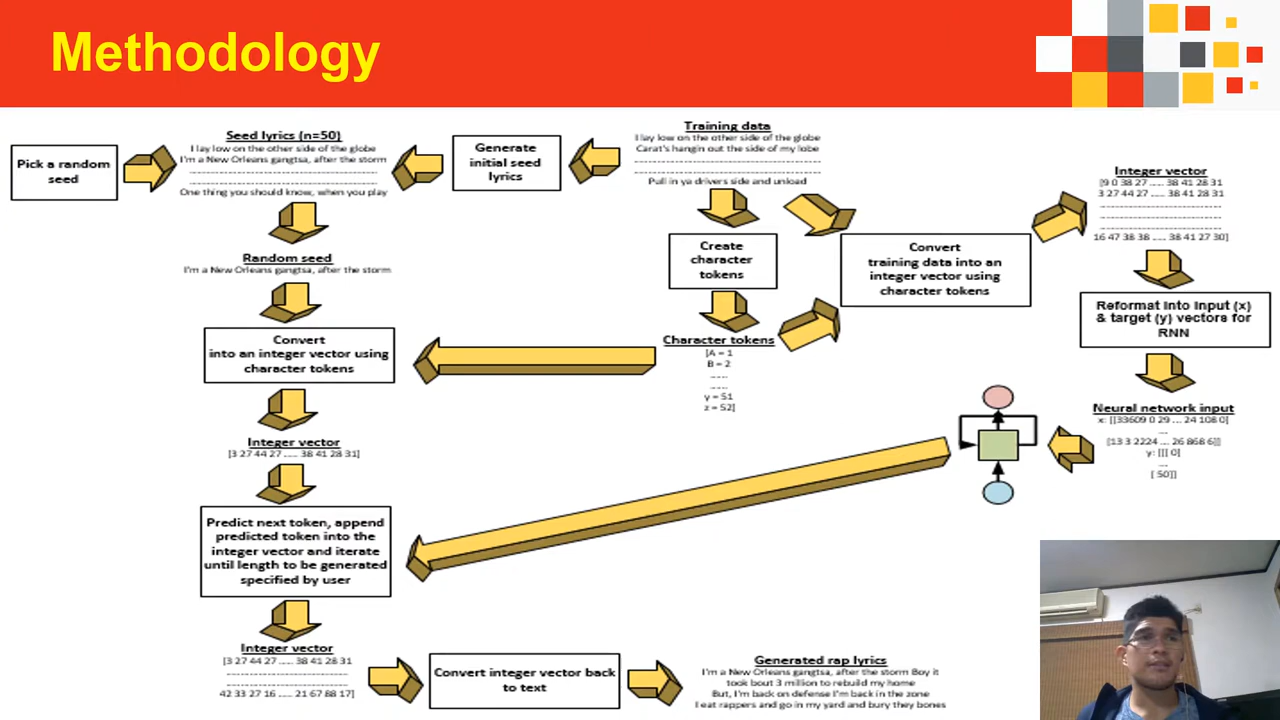 Methodology
Pick a random
seed
Seed lyrics (n=50)
I lay low on the other side of the globe
I'm a New Orleans gangtsa, after the storm
One thing you should know, when you play
Generate
initial seed
lyrics
Training data
I lay low on the other side of the globe
Carat's hangin out the side of my lobe
Pull in ya drivers side and unload
Random seed
I'm a New Orleans gangtsa, after the storm
Create
character
tokens
Convert
training data into an
integer vector using
character tokens
Integer vector
[9 0 38 27 ..... 38 41 28 31
3 27 44 27 ..... 38 41 28 31
16 47 38 38 ..... 38 41 27 30]
Reformat into input (x)
& target (y) vectors for
RNN
Convert
into an integer vector using
character tokens
Character tokens
[A = 1
B = 2
......
......
y = 51
z = 52]
Neural network input
x: [[33609 0 29 .... 24 108 0]
....
[13 3 2224 .... 26 868 6]]
y: [[[ 0]
....
[ 50]]
Integer vector
[3 27 44 27 ..... 38 41 28 31]
Predict next token, append
predicted token into the
integer vector and iterate
until length to be generated
specified by user
Integer vector
[3 27 44 27 ..... 38 41 28 31
42 33 27 16 ..... 21 67 88 17]
Convert integer vector back
to text
Generated rap lyrics
I'm a New Orleans gangtsa, after the storm Boy it
took bout 3 million to rebuild my home
But, I'm back on defense I'm back in the zone
I eat rappers and go in my yard and bury they bones